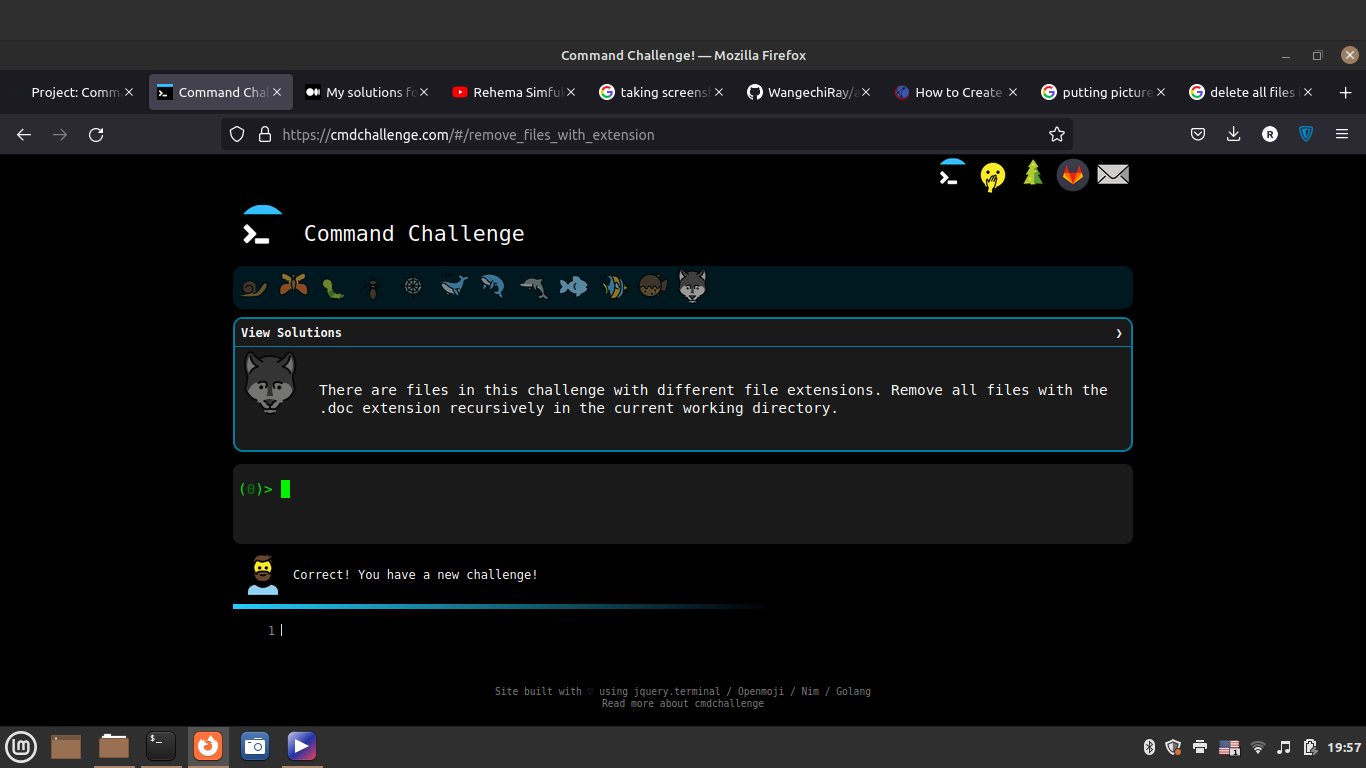 Command Challenge! — Mozilla Firefox
Project: Comm
Command Chal
My solutions fo
Rehema Simful
taking screensh
WangechiRay/a
How to Create
putting picture
delete all files i
https://cmdchallenge.com/#/remove_files_with_extension
R
Command Challenge
View Solutions
There are files in this challenge with different file extensions. Remove all files with the
.doc extension recursively in the current working directory.
(0)>
Correct! You have a new challenge!
1
Site built with ♡ using jquery.terminal / Openmoji / Nim / Golang
Read more about cmdchallenge
$_
1
19:57